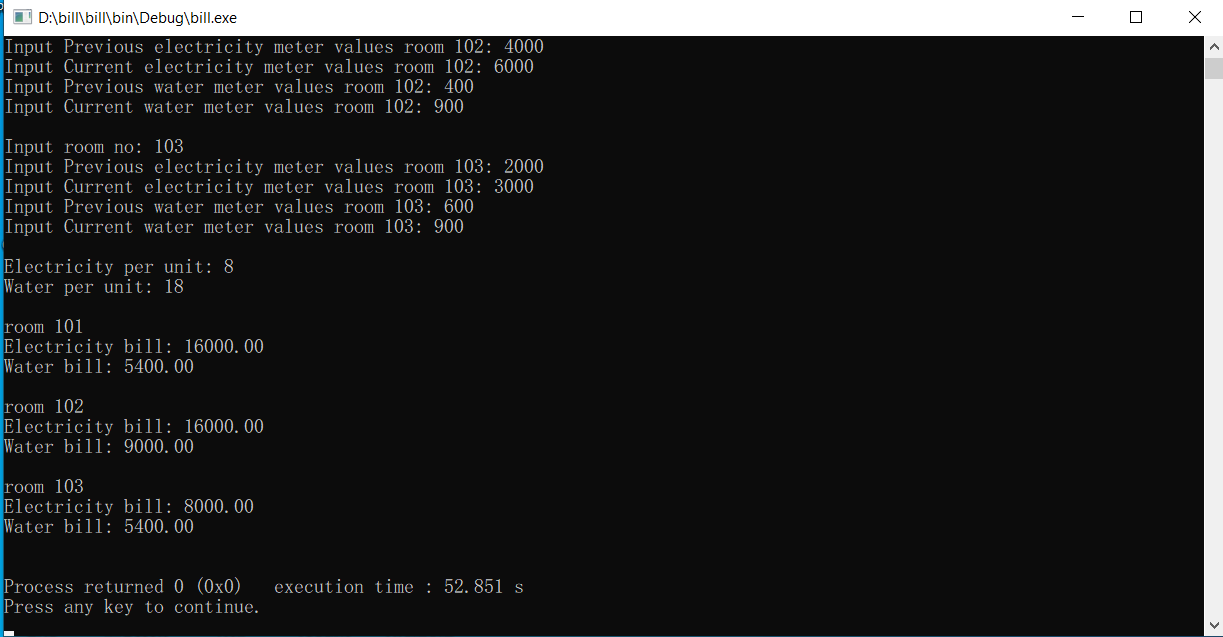 D:\bill\bill\bin\Debug\bill.exe
Input Previous electricity meter values room 102: 4000
Input Current electricity meter values room 102: 6000
Input Previous water meter values room 102: 400
Input Current water meter values room 102: 900
Input room no: 103
Input Previous electricity meter values room 103: 2000
Input Current electricity meter values room 103: 3000
Input Previous water meter values room 103: 600
Input Current water meter values room 103: 900
Electricity per unit: 8
Water per unit: 18
room 101
Electricity bill: 16000.00
Water bill: 5400.00
room 102
Electricity bill: 16000.00
Water bill: 9000.00
room 103
Electricity bill: 8000.00
Water bill: 5400.00
Process returned 0 (0x0)   execution time : 52.851 s
Press any key to continue.